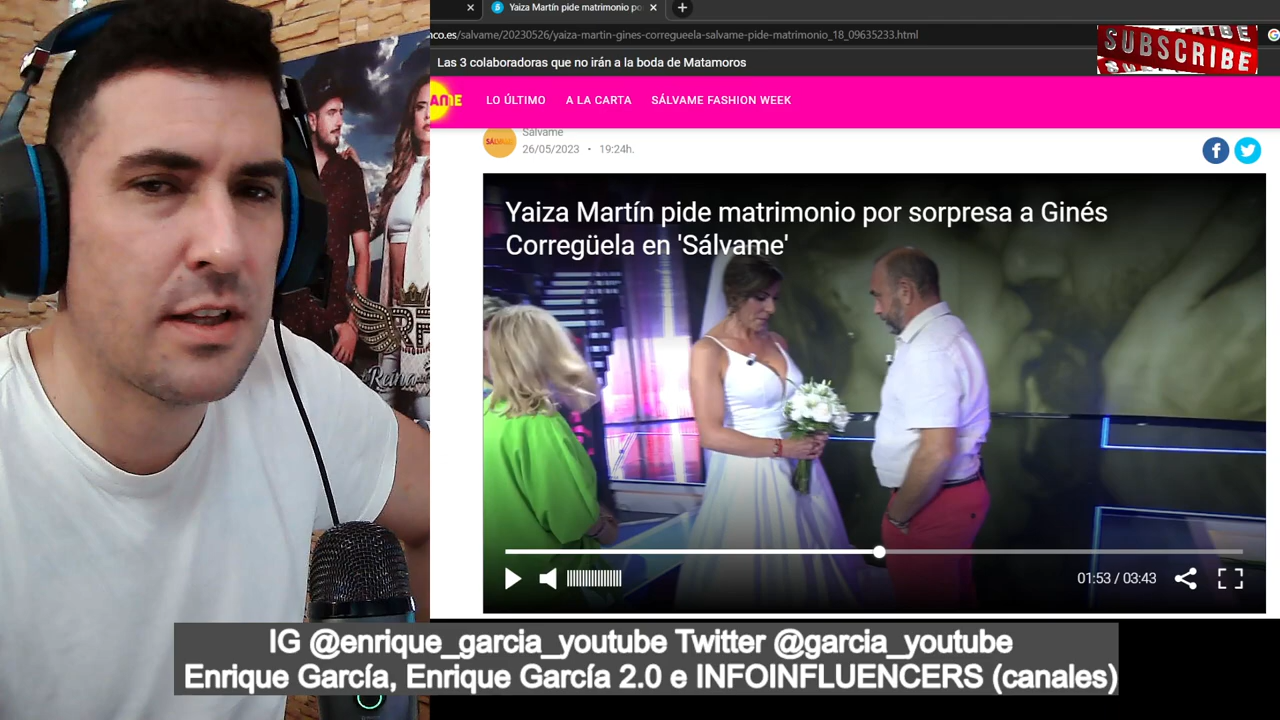 Yaiza Martín pide matrimonio po
nco.es/salvame/20230526/yaiza-martin-gines-corregueela-salvame-pide-matrimonio_18_09635233.html
SUBSCRIBE
Las 3 colaboradoras que no irán a la boda de Matamoros
AME
LO ÚLTIMO
A LA CARTA
SÁLVAME FASHION WEEK
Sálvame
26/05/2023 • 19:24h.
Yaiza Martín pide matrimonio por sorpresa a Ginés
Corregüela en 'Sálvame'
Reina
01:53 / 03:43
IG @enrique_garcia_youtube Twitter @garcia_youtube
Enrique García, Enrique García 2.0 e INFOINFLUENCERS (canales)